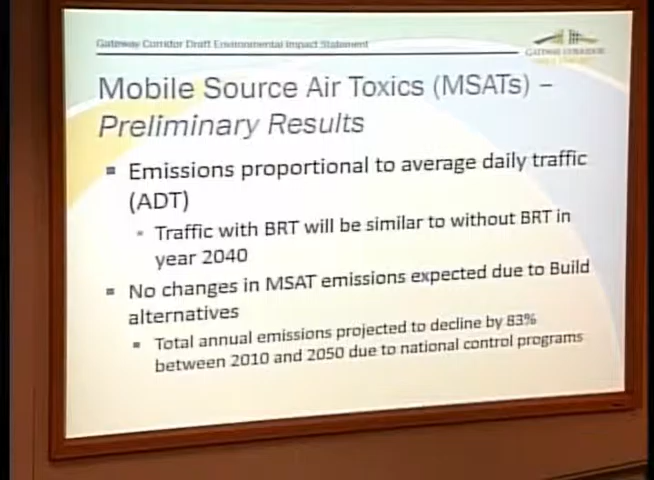 Gateway Corridor Draft Environmental Impact Statement
GATEWAY CORRIDOR
Mobile Source Air Toxics (MSATs) –
Preliminary Results
Emissions proportional to average daily traffic
(ADT)
Traffic with BRT will be similar to without BRT in
year 2040
No changes in MSAT emissions expected due to Build
alternatives
Total annual emissions projected to decline by 83%
between 2010 and 2050 due to national control programs